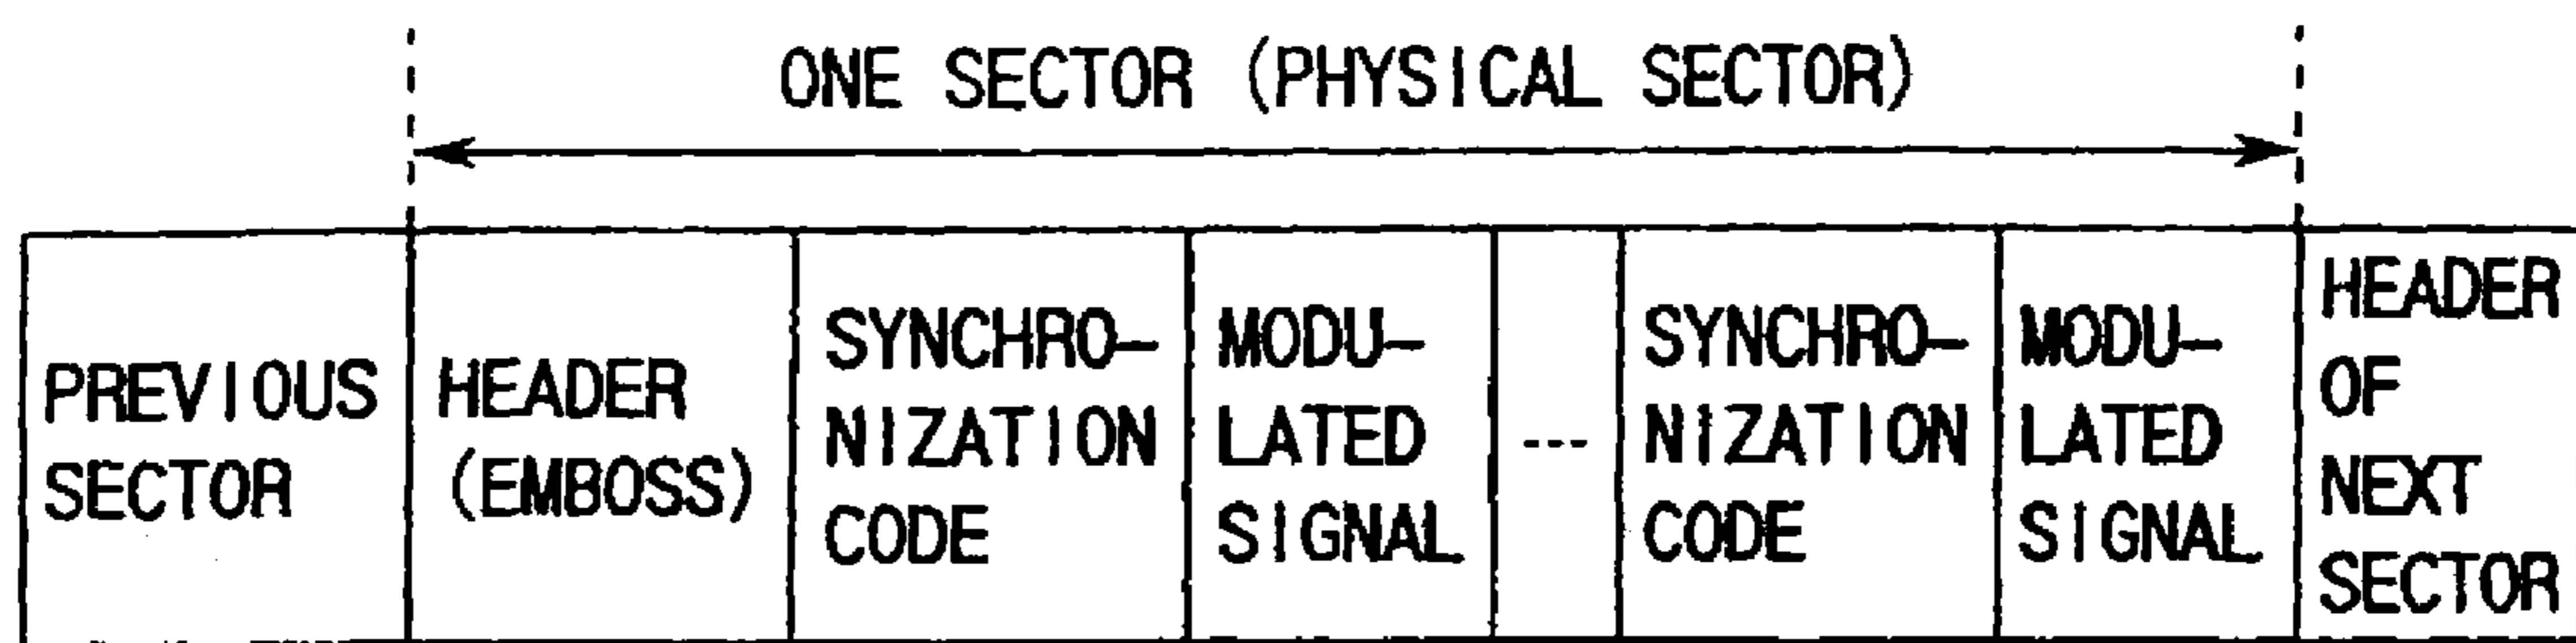 ONE SECTOR (PHYSICAL SECTOR)
PREVIOUS
SECTOR
HEADER
(EMBOSS)
SYNCHRO-
NIZATION
CODE
MODU-
LATED
SIGNAL
---
SYNCHRO-
NIZATION
CODE
MODU-
LATED
SIGNAL
HEADER
OF
NEXT
SECTOR